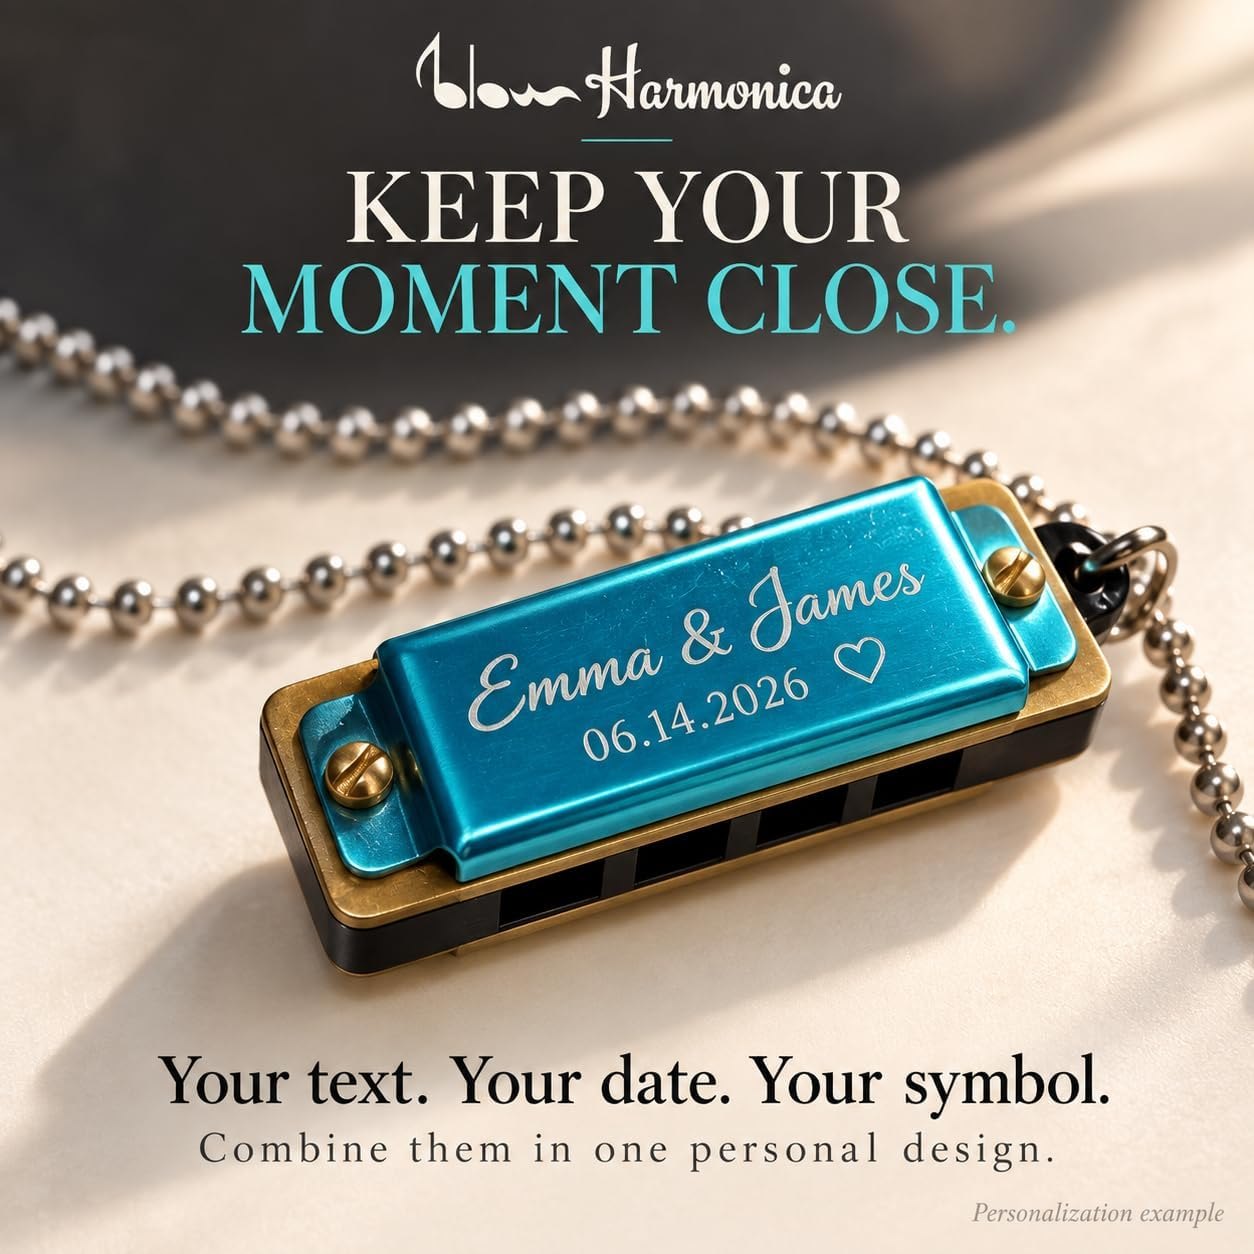 blow Harmonica
KEEP YOUR
MOMENT CLOSE.
Emma & James
06.14.2026 ♡
Your text. Your date. Your symbol.
Combine them in one personal design.
Personalization example